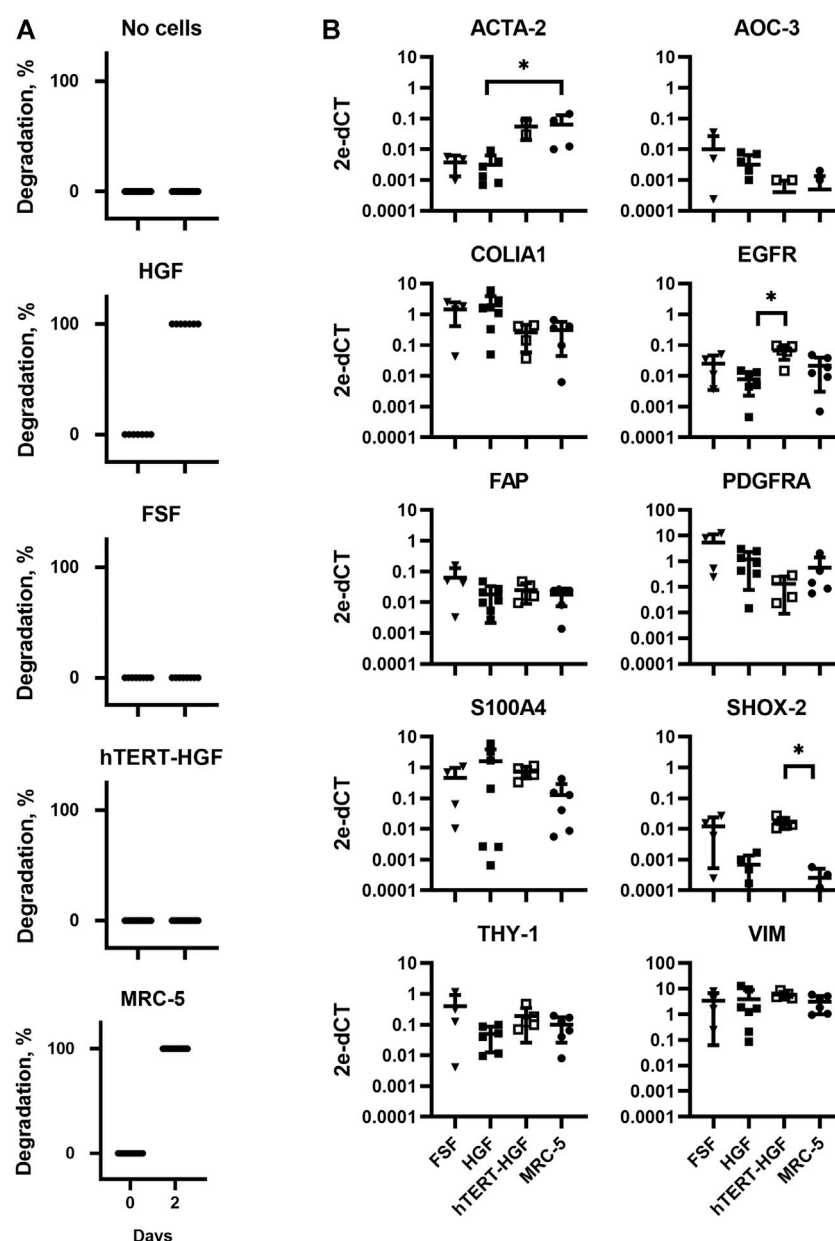 A
No cells
Degradation, %
100
0
HGF
Degradation, %
100
0
FSF
Degradation, %
100
0
hTERT-HGF
Degradation, %
100
0
MRC-5
Degradation, %
100
0
0 2
Days
B
ACTA-2
2e-dCT
10
1
0.1
0.01
0.001
0.0001
*
AOC-3
10
1
0.1
0.01
0.001
0.0001
COLIA1
2e-dCT
10
1
0.1
0.01
0.001
0.0001
EGFR
10
1
0.1
0.01
0.001
0.0001
*
FAP
2e-dCT
10
1
0.1
0.01
0.001
0.0001
PDGFRA
100
10
1
0.1
0.01
0.001
0.0001
S100A4
2e-dCT
10
1
0.1
0.01
0.001
0.0001
SHOX-2
10
1
0.1
0.01
0.001
0.0001
*
THY-1
2e-dCT
10
1
0.1
0.01
0.001
0.0001
FSF
HGF
hTERT-HGF
MRC-5
VIM
100
10
1
0.1
0.01
0.001
0.0001
FSF
HGF
hTERT-HGF
MRC-5